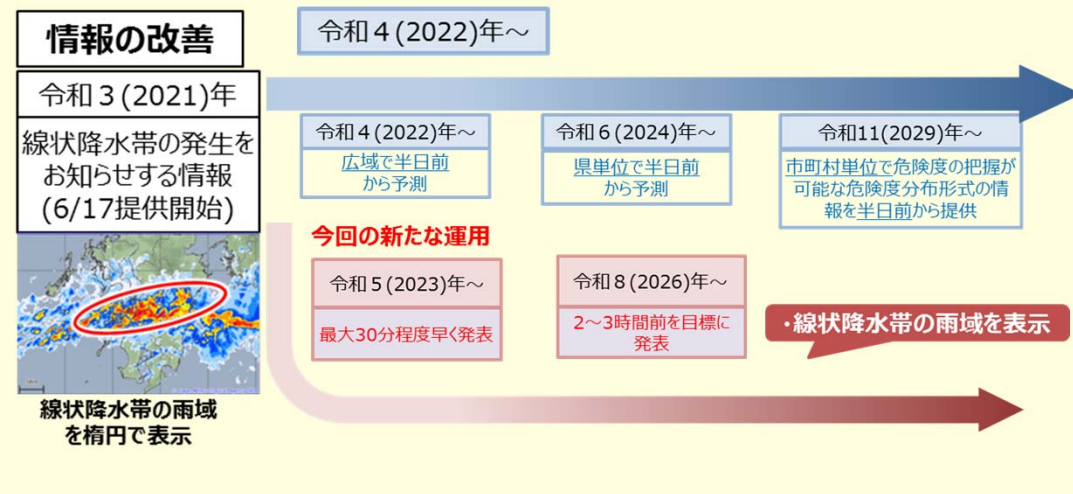 情報の改善
令和4(2022)年~
令和3(2021)年
線状降水帯の発生を
お知らせする情報
(6/17提供開始)
令和4(2022)年~
広域で半日前
から予測
令和6(2024)年~
県単位で半日前
から予測
令和11(2029)年~
市町村単位で危険度の把握が
可能な危険度分布形式の情
報を半日前から提供
今回の新たな運用
令和5(2023)年~
最大30分程度早く発表
令和8(2026)年~
2~3時間前を目標に
発表
・線状降水帯の雨域を表示
線状降水帯の雨域
を楕円で表示